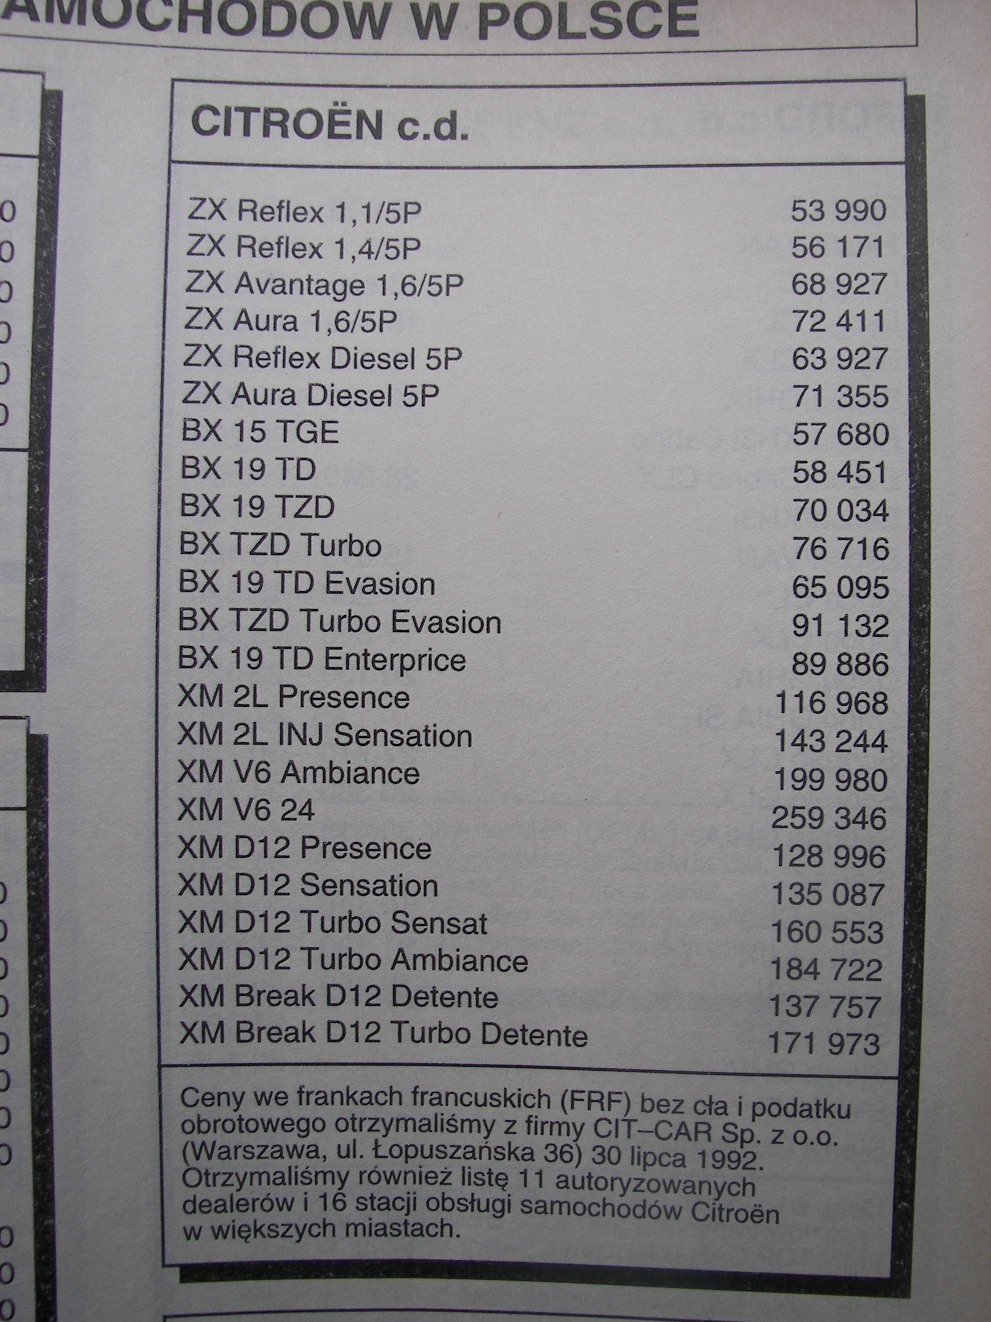 AMOCHODÓW W POLSCE
CITROËN c.d.
ZX Reflex 1,1/5P 53 990
ZX Reflex 1,4/5P 56 171
ZX Avantage 1,6/5P 68 927
ZX Aura 1,6/5P 72 411
ZX Reflex Diesel 5P 63 927
ZX Aura Diesel 5P 71 355
BX 15 TGE 57 680
BX 19 TD 58 451
BX 19 TZD 70 034
BX TZD Turbo 76 716
BX 19 TD Evasion 65 095
BX TZD Turbo Evasion 91 132
BX 19 TD Enterprice 89 886
XM 2L Presence 116 968
XM 2L INJ Sensation 143 244
XM V6 Ambiance 199 980
XM V6 24 259 346
XM D12 Presence 128 996
XM D12 Sensation 135 087
XM D12 Turbo Sensat 160 553
XM D12 Turbo Ambiance 184 722
XM Break D12 Detente 137 757
XM Break D12 Turbo Detente 171 973
Ceny we frankach francuskich (FRF) bez cła i podatku
obrotowego otrzymaliśmy z firmy CIT–CAR Sp. z o.o.
(Warszawa, ul. Łopuszańska 36) 30 lipca 1992.
Otrzymaliśmy również listę 11 autoryzowanych
dealerów i 16 stacji obsługi samochodów Citroën
w większych miastach.